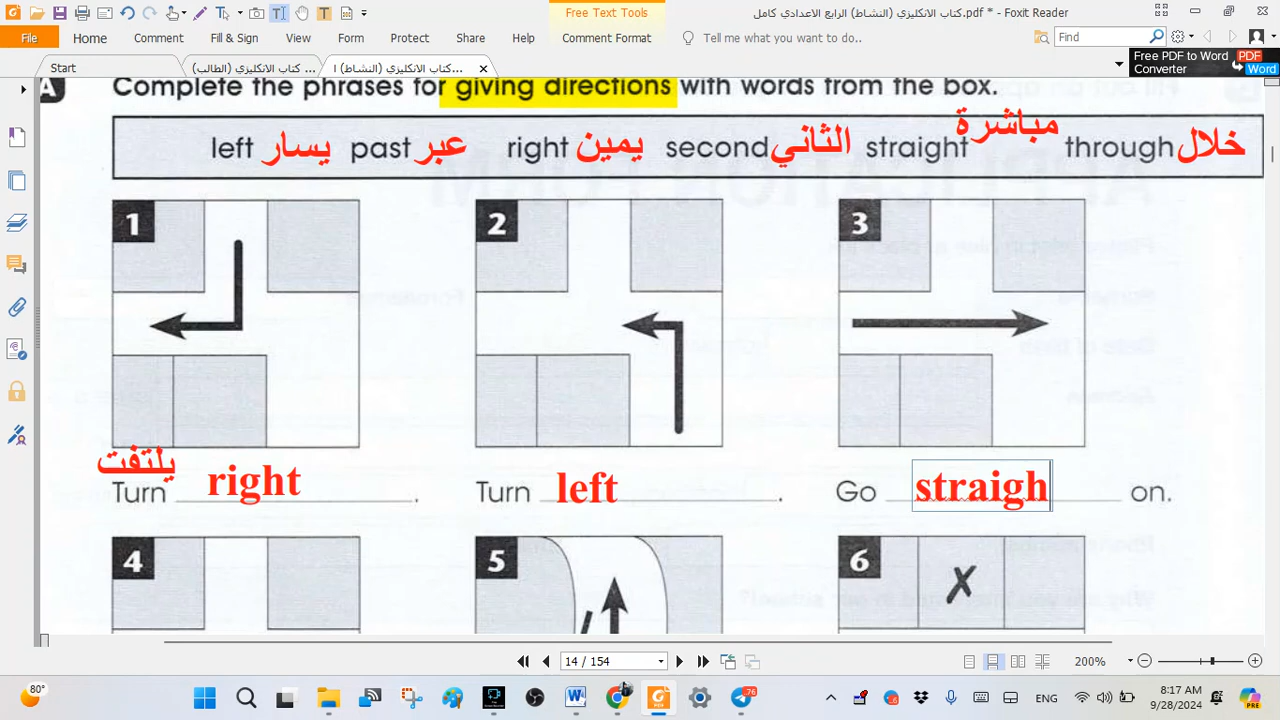 Free Text Tools
كتاب الانكليزي (النشاط) الرابع الاعدادي كامل.pdf * - Foxit Reader
File Home Comment Fill & Sign View Form Protect Share Help Comment Format Tell me what you want to do.. Find
Start كتاب الانكليزي (الطالب) ... كتاب الانكليزي (النشاط) ا...
Free PDF to Word Converter
PDF
Word
A Complete the phrases for giving directions with words from the box.
left يسار past عبر right يمين second الثاني straight مباشرة through خلال
1 2 3
يلتفت
Turn right. Turn left. Go straigh on.
4 5 6
14 / 154 200%
80° .76 ENG 8:17 AM
9/28/2024 PRE